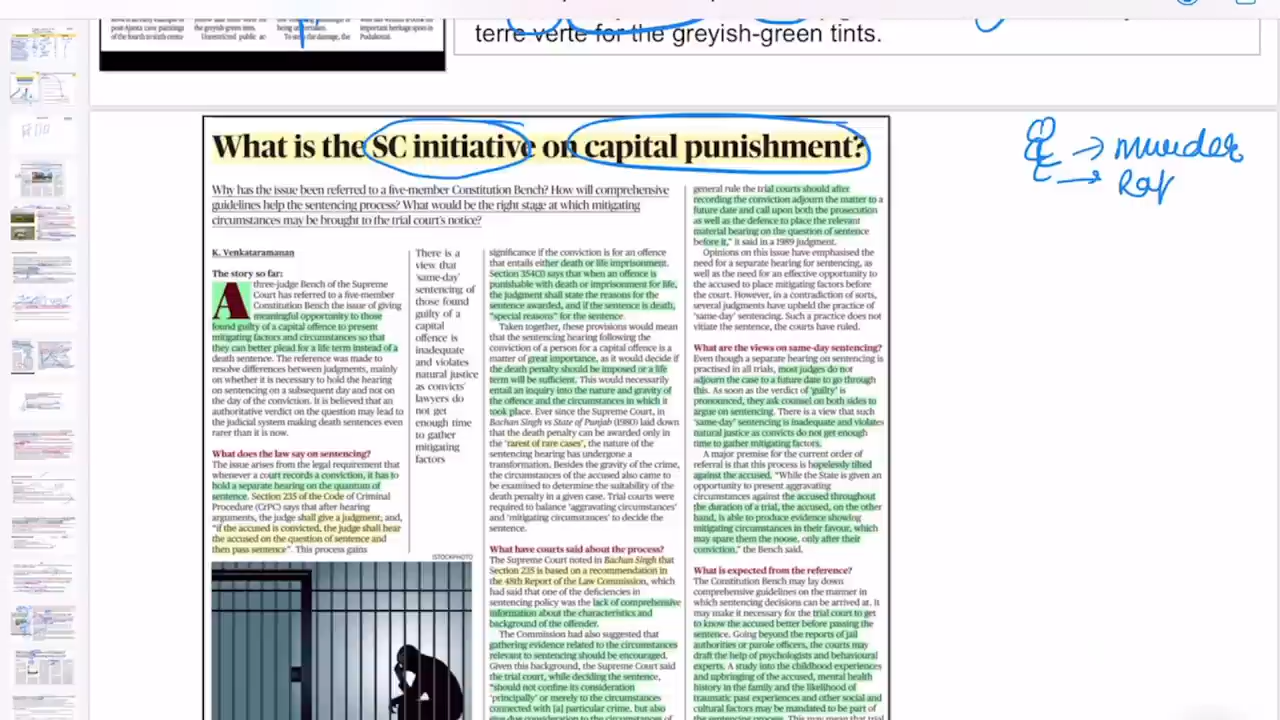 post-Ajanta cave paintings
of the fourth to sixth centu-
the greyish-green tints.
Unrestricted public ac-
being undertaken.
To stop further damage, the
important heritage spots in
Pudukottai.
terre verte for the greyish-green tints.
What is the SC initiative on capital punishment?
→ Murder
→ Rap
Why has the issue been referred to a five-member Constitution Bench? How will comprehensive
guidelines help the sentencing process? What would be the right stage at which mitigating
circumstances may be brought to the trial court's notice?
K. Venkataramanan
The story so far:
A three-judge Bench of the Supreme
Court has referred to a five-member
Constitution Bench the issue of giving
meaningful opportunity to those
found guilty of a capital offence to present
mitigating factors and circumstances so that
they can better plead for a life term instead of a
death sentence. The reference was made to
resolve differences between judgments, mainly
on whether it is necessary to hold the hearing
on sentencing on a subsequent day and not on
the day of the conviction. It is believed that an
authoritative verdict on the question may lead to
the judicial system making death sentences even
rarer than it is now.
What does the law say on sentencing?
The issue arises from the legal requirement that
whenever a court records a conviction, it has to
hold a separate hearing on the quantum of
sentence. Section 235 of the Code of Criminal
Procedure (CrPC) says that after hearing
arguments, the judge shall give a judgment; and,
"if the accused is convicted, the judge shall hear
the accused on the question of sentence and
then pass sentence". This process gains
There is a
view that
'same-day'
sentencing of
those found
guilty of a
capital
offence is
inadequate
and violates
natural justice
as convicts'
lawyers do
not get
enough time
to gather
mitigating
factors
ISTOCKPHOTO
significance if the conviction is for an offence
that entails either death or life imprisonment.
Section 354(3) says that when an offence is
punishable with death or imprisonment for life,
the judgment shall state the reasons for the
sentence awarded, and if the sentence is death,
"special reasons" for the sentence.
Taken together, these provisions would mean
that the sentencing hearing following the
conviction of a person for a capital offence is a
matter of great importance, as it would decide if
the death penalty should be imposed or a life
term will be sufficient. This would necessarily
entail an inquiry into the nature and gravity of
the offence and the circumstances in which it
took place. Ever since the Supreme Court, in
Bachan Singh vs State of Punjab (1980) laid down
that the death penalty can be awarded only in
the 'rarest of rare cases', the nature of the
sentencing hearing has undergone a
transformation. Besides the gravity of the crime,
the circumstances of the accused also came to
be examined to determine the suitability of the
death penalty in a given case. Trial courts were
required to balance 'aggravating circumstances'
and 'mitigating circumstances' to decide the
sentence.
What have courts said about the process?
The Supreme Court noted in Bachan Singh that
Section 235 is based on a recommendation in
the 48th Report of the Law Commission, which
had said that one of the deficiencies in
sentencing policy was the lack of comprehensive
information about the characteristics and
background of the offender.
The Commission had also suggested that
gathering evidence related to the circumstances
relevant to sentencing should be encouraged.
Given this background, the Supreme Court said
the trial court, while deciding the sentence,
"should not confine its consideration
'principally' or merely to the circumstances
connected with [a] particular crime, but also
give due consideration to the circumstances of
general rule the trial courts should after
recording the conviction adjourn the matter to a
future date and call upon both the prosecution
as well as the defence to place the relevant
material bearing on the question of sentence
before it," it said in a 1989 judgment.
Opinions on this issue have emphasised the
need for a separate hearing for sentencing, as
well as the need for an effective opportunity to
the accused to place mitigating factors before
the court. However, in a contradiction of sorts,
several judgments have upheld the practice of
'same-day' sentencing. Such a practice does not
vitiate the sentence, the courts have ruled.
What are the views on same-day sentencing?
Even though a separate hearing on sentencing is
practised in all trials, most judges do not
adjourn the case to a future date to go through
this. As soon as the verdict of 'guilty' is
pronounced, they ask counsel on both sides to
argue on sentencing. There is a view that such
'same-day' sentencing is inadequate and violates
natural justice as convicts do not get enough
time to gather mitigating factors.
A major premise for the current order of
referral is that this process is hopelessly tilted
against the accused. "While the State is given an
opportunity to present aggravating
circumstances against the accused throughout
the duration of a trial, the accused, on the other
hand, is able to produce evidence showing
mitigating circumstances in their favour, which
may spare them the noose, only after their
conviction," the Bench said.
What is expected from the reference?
The Constitution Bench may lay down
comprehensive guidelines on the manner in
which sentencing decisions can be arrived at. It
may make it necessary for the trial court to get
to know the accused better before passing the
sentence. Going beyond the reports of jail
authorities or parole officers, the courts may
draft the help of psychologists and behavioural
experts. A study into the childhood experiences
and upbringing of the accused, mental health
history in the family and the likelihood of
traumatic past experiences and other social and
cultural factors may be mandated to be part of
the sentencing process. This may mean that trial